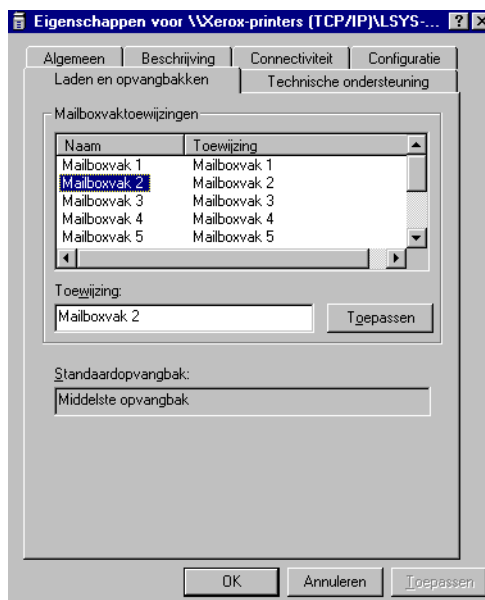 Eigenschappen voor \\Xerox-printers (TCP/IP)\LSYS-...
Algemeen Beschrijving Connectiviteit Configuratie
Laden en opvangbakken Technische ondersteuning
Mailboxvaktoewijzingen
Naam Toewijzing
Mailboxvak 1 Mailboxvak 1
Mailboxvak 2 Mailboxvak 2
Mailboxvak 3 Mailboxvak 3
Mailboxvak 4 Mailboxvak 4
Mailboxvak 5 Mailboxvak 5
Toewijzing:
Mailboxvak 2 Toepassen
Standaardopvangbak:
Middelste opvangbak
OK Annuleren Toepassen